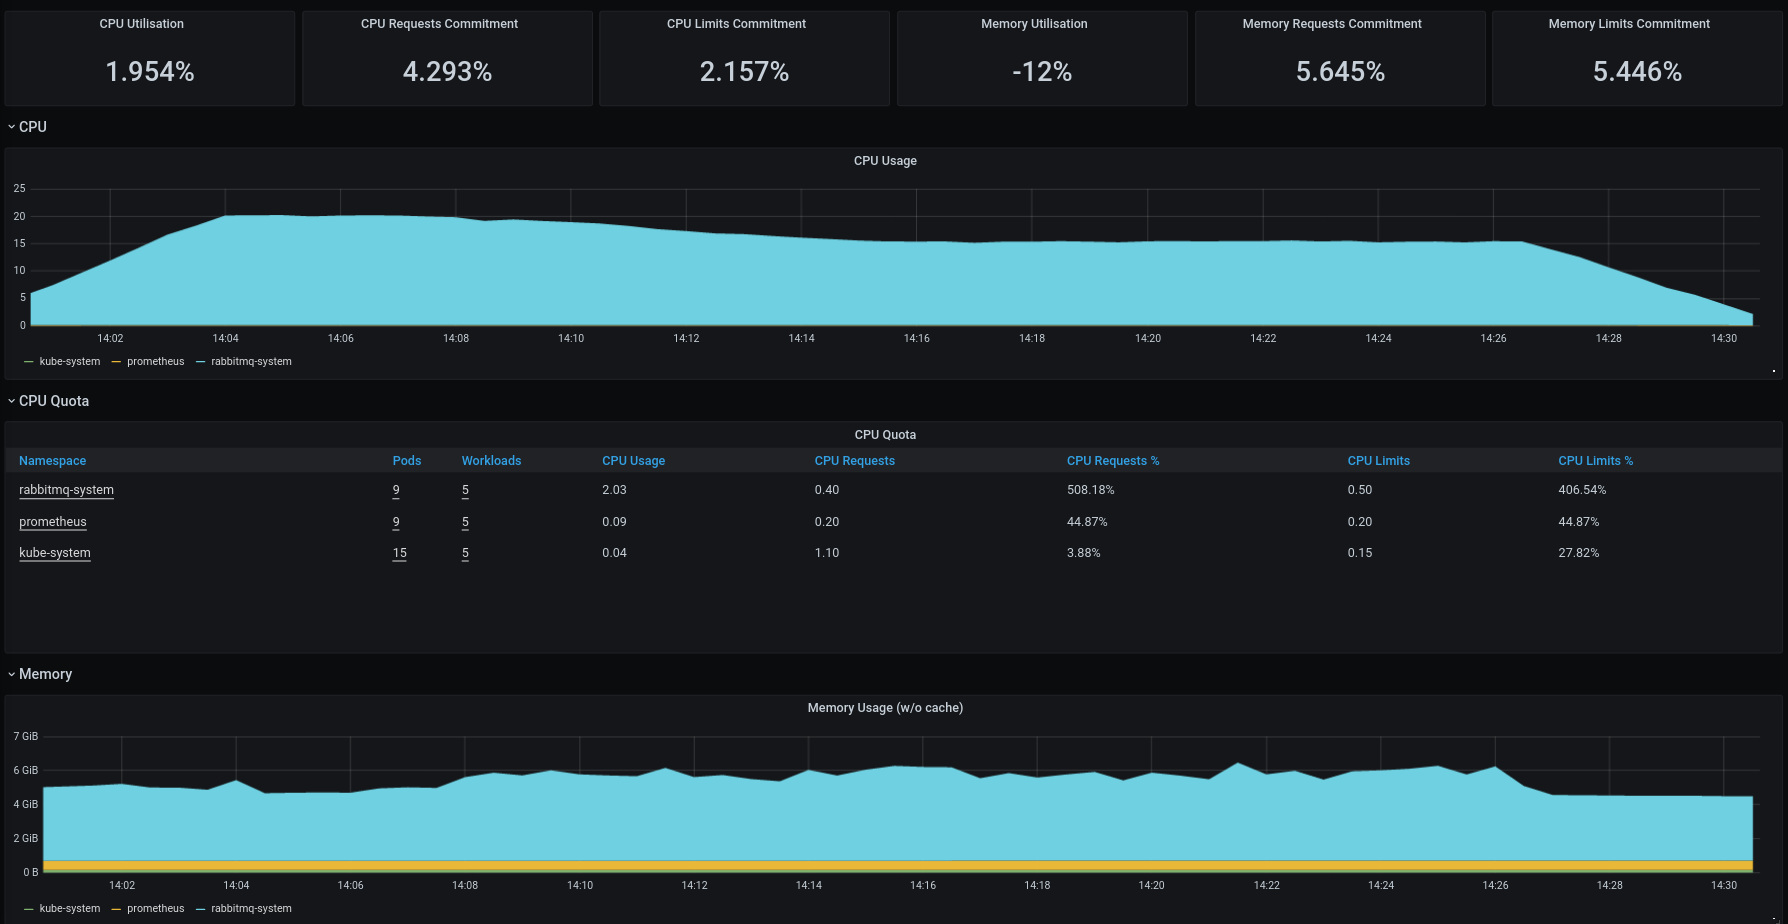 CPU Utilisation CPU Requests Commitment CPU Limits Commitment Memory Utilisation Memory Requests Commitment Memory Limits Commitment
1.954% 4.293% 2.157% -12% 5.645% 5.446%
CPU
CPU Usage
25
20
15
10
5
0
14:02 14:04 14:06 14:08 14:10 14:12 14:14 14:16 14:18 14:20 14:22 14:24 14:26 14:28 14:30
kube-system prometheus rabbitmq-system
CPU Quota
CPU Quota
Namespace Pods Workloads CPU Usage CPU Requests CPU Requests % CPU Limits CPU Limits %
rabbitmq-system 9 5 2.03 0.40 508.18% 0.50 406.54%
prometheus 9 5 0.09 0.20 44.87% 0.20 44.87%
kube-system 15 5 0.04 1.10 3.88% 0.15 27.82%
Memory
Memory Usage (w/o cache)
7 GiB
6 GiB
4 GiB
2 GiB
0 B
14:02 14:04 14:06 14:08 14:10 14:12 14:14 14:16 14:18 14:20 14:22 14:24 14:26 14:28 14:30
kube-system prometheus rabbitmq-system